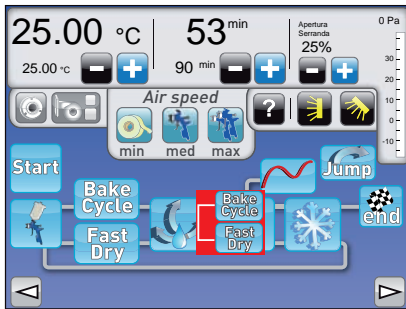 25.00 °C
25.00 °C
53 min
90 min
Apertura
Serranda
25%
0 Pa
30
20
10
0
-10
Air speed
min med max
?
Start
Bake
Cycle
Fast
Dry
Bake
Cycle
Fast
Dry
Jump
end